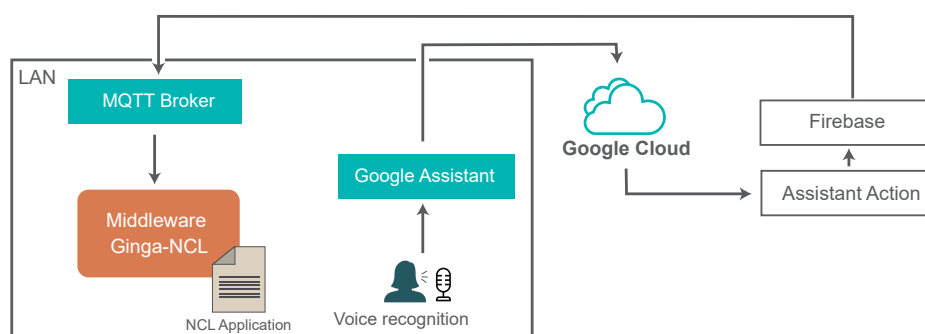 LAN
MQTT Broker
Google Assistant
Middleware
Ginga-NCL
NCL Application
Voice recognition
Google Cloud
Firebase
Assistant Action